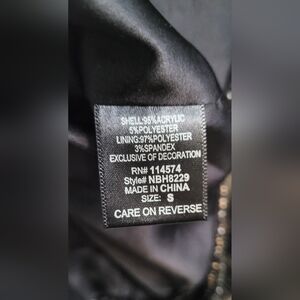 SHELL:95%ACRYLIC
5%POLYESTER
LINING:97%POLYESTER
3%SPANDEX
EXCLUSIVE OF DECORATION
RN# 114574
Style# NBH8229
MADE IN CHINA
SIZE: S
CARE ON REVERSE